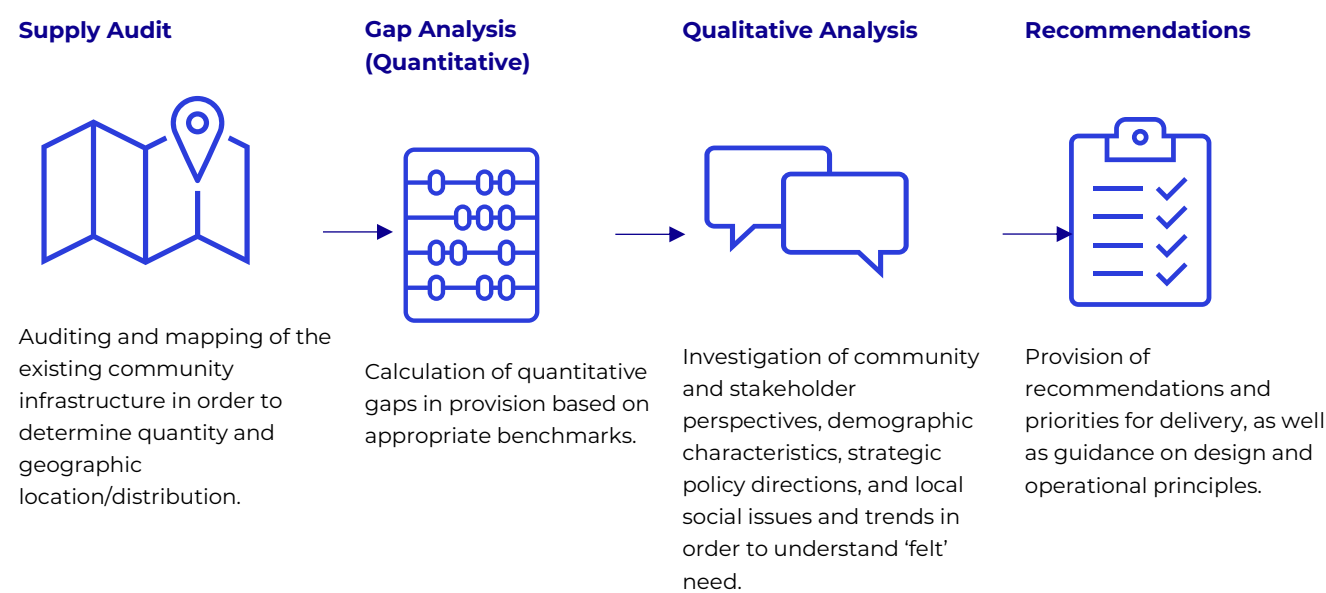 Supply Audit
Auditing and mapping of the
existing community
infrastructure in order to
determine quantity and
geographic
location/distribution.
Gap Analysis
(Quantitative)
Calculation of quantitative
gaps in provision based on
appropriate benchmarks.
Qualitative Analysis
Investigation of community
and stakeholder
perspectives, demographic
characteristics, strategic
policy directions, and local
social issues and trends in
order to understand ‘felt’
need.
Recommendations
Provision of
recommendations and
priorities for delivery, as well
as guidance on design and
operational principles.